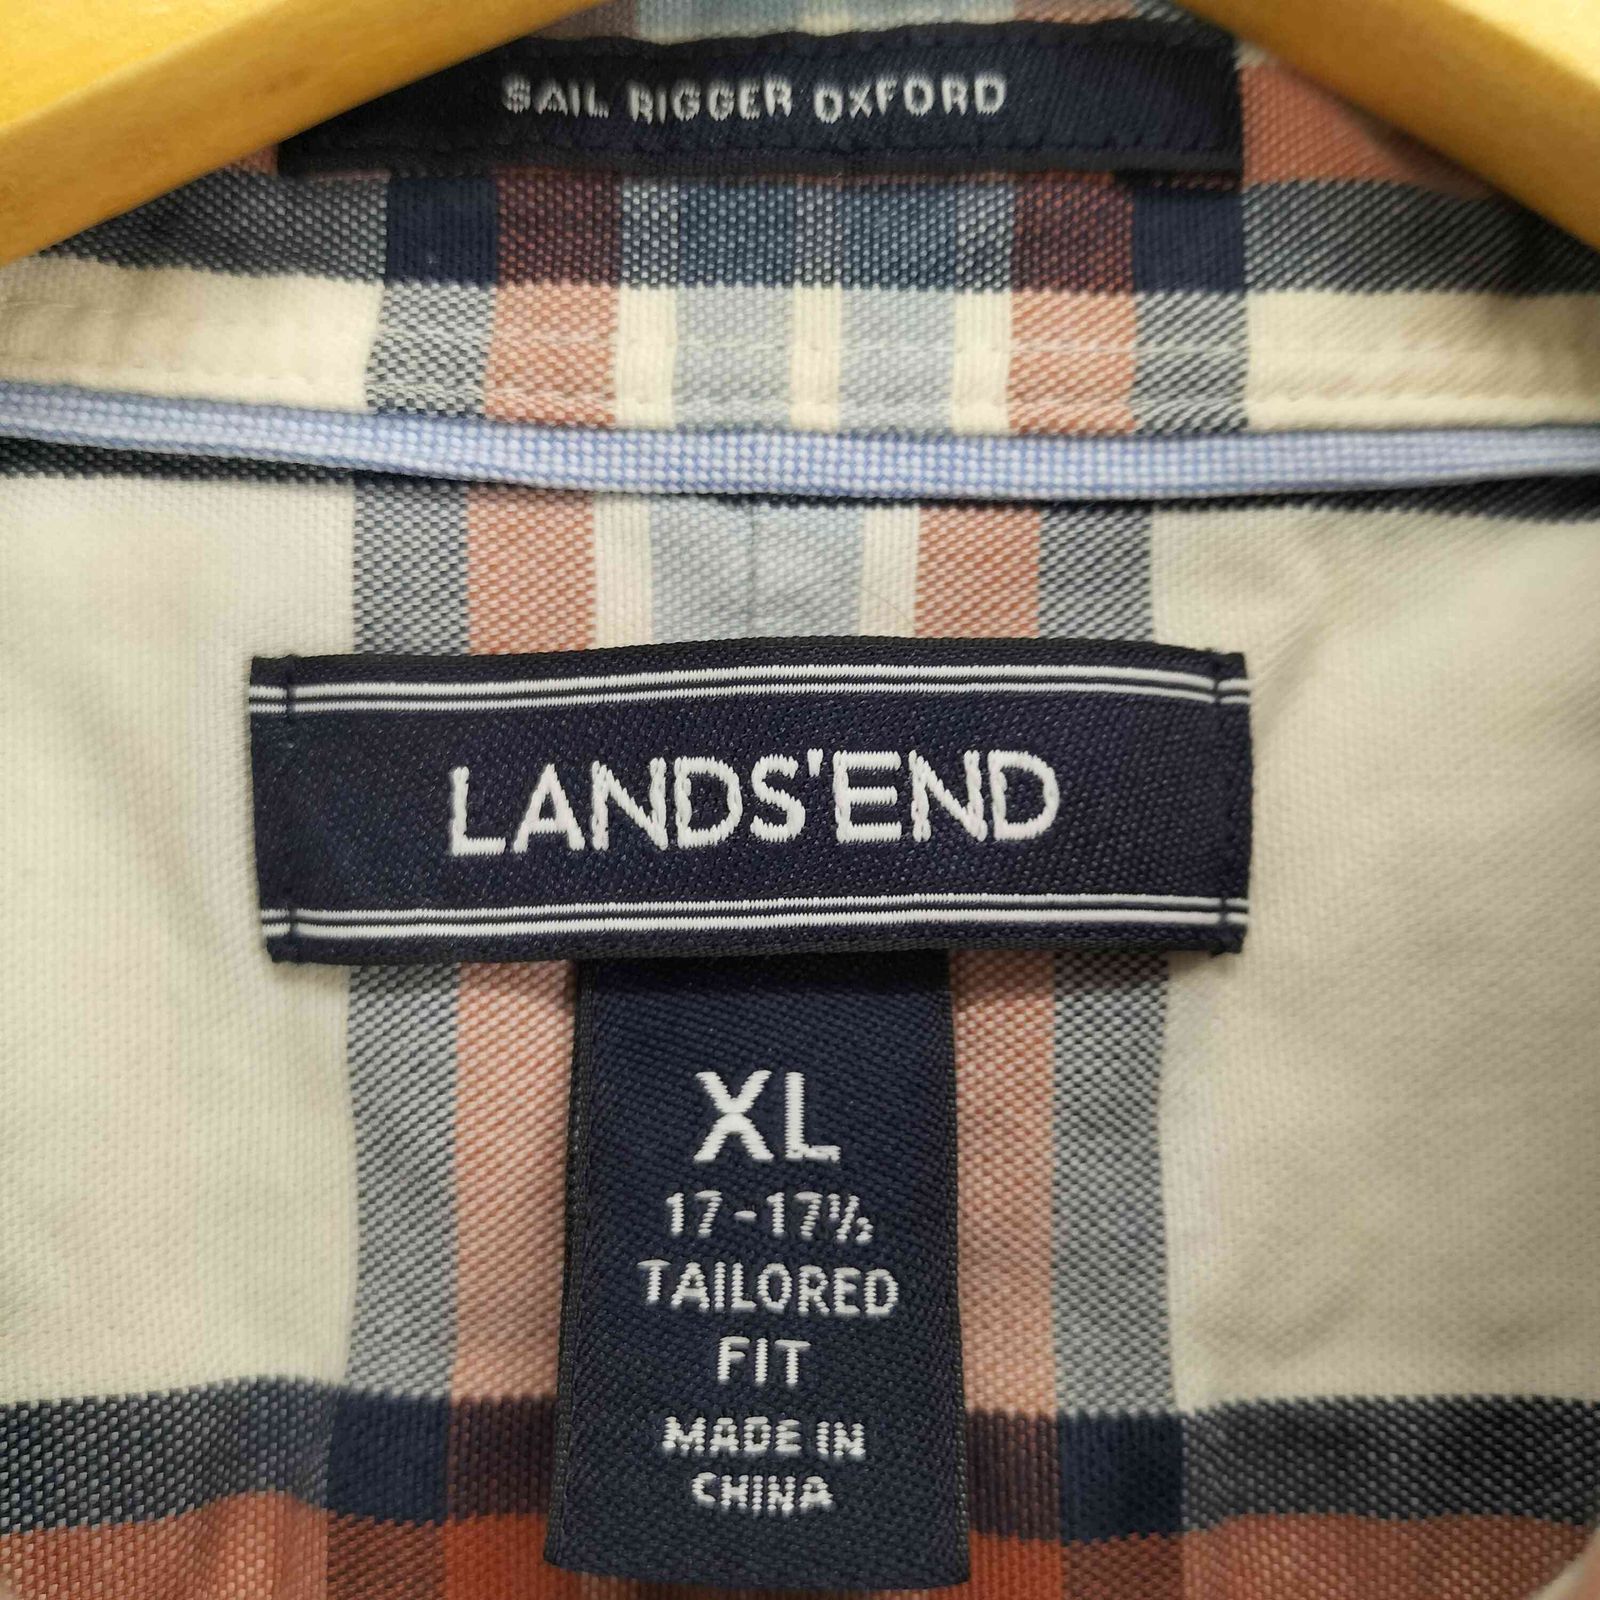 SAIL RIGGER OXFORD
LANDS'END
XL
17-17½
TAILORED
FIT
MADE IN
CHINA